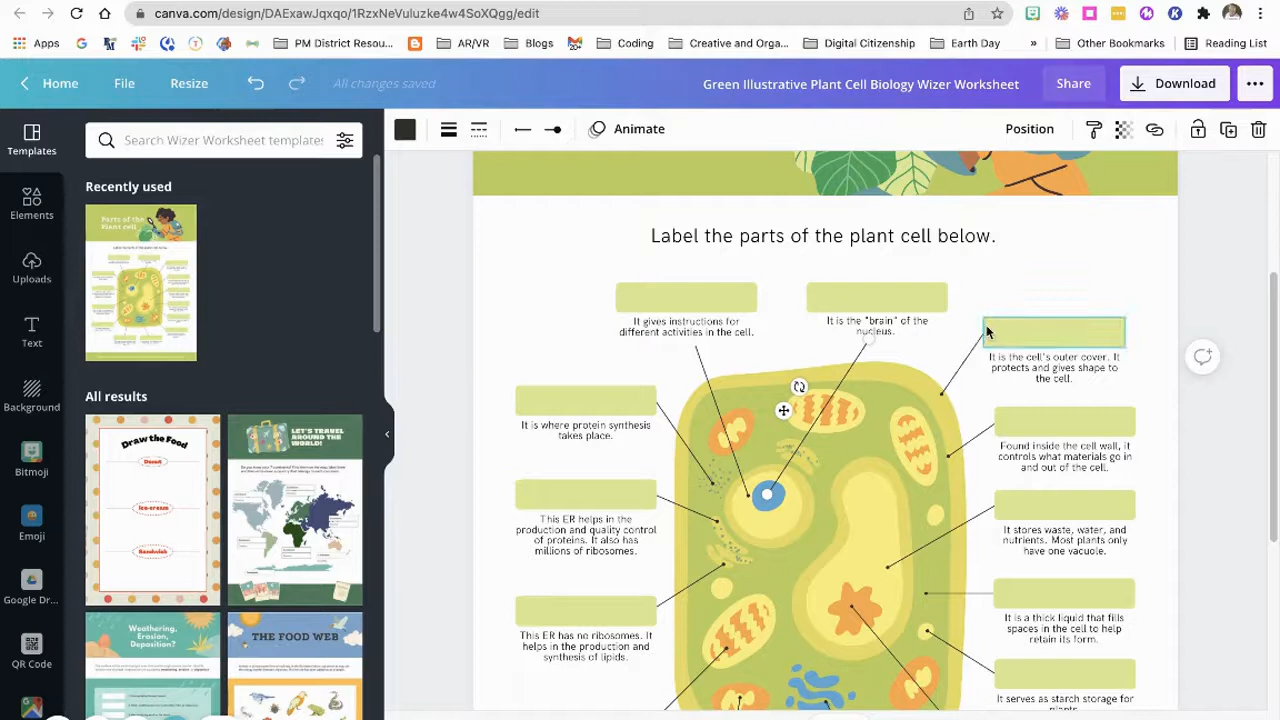 canva.com/design/DAExawJqxqo/1RzxNeVuluzke4w4SoXQgg/edit
Apps
PM District Resou...
AR/VR
Blogs
Coding
Creative and Orga...
Digital Citizenship
Earth Day
»
Other Bookmarks
Reading List
Home
File
Resize
All changes saved
Green Illustrative Plant Cell Biology Wizer Worksheet
Share
Download
Templates
Search Wizer Worksheet templates
Animate
Position
Recently used
Elements
Uploads
Text
Background
Bitmoji
Emoji
Google Dr...
QR Code
Parts of the
Plant cell
All results
Draw the Food
Donut
Ice-cream
Sandwich
LET'S TRAVEL
AROUND THE
WORLD!
Weathering,
Erosion,
Deposition?
THE FOOD WEB
Label the parts of the plant cell below.
It gives instructions for
different activities in the cell.
It is the "brain" of the
nucleus.
It is the cell's outer cover. It
protects and gives shape to
the cell.
It is where protein synthesis
takes place.
Found inside the cell wall, it
controls what materials go in
and out of the cell.
This ER helps in the
production and quality control
of proteins. It also has
millions of ribosomes.
It stores waste, water, and
nutrients. Most plants only
have one vacuole.
It is a thick liquid that fills
spaces in the cell to help
retain its form.
This ER has no ribosomes. It
helps in the production and
synthesis of lipids.
as starch storage for
plants.